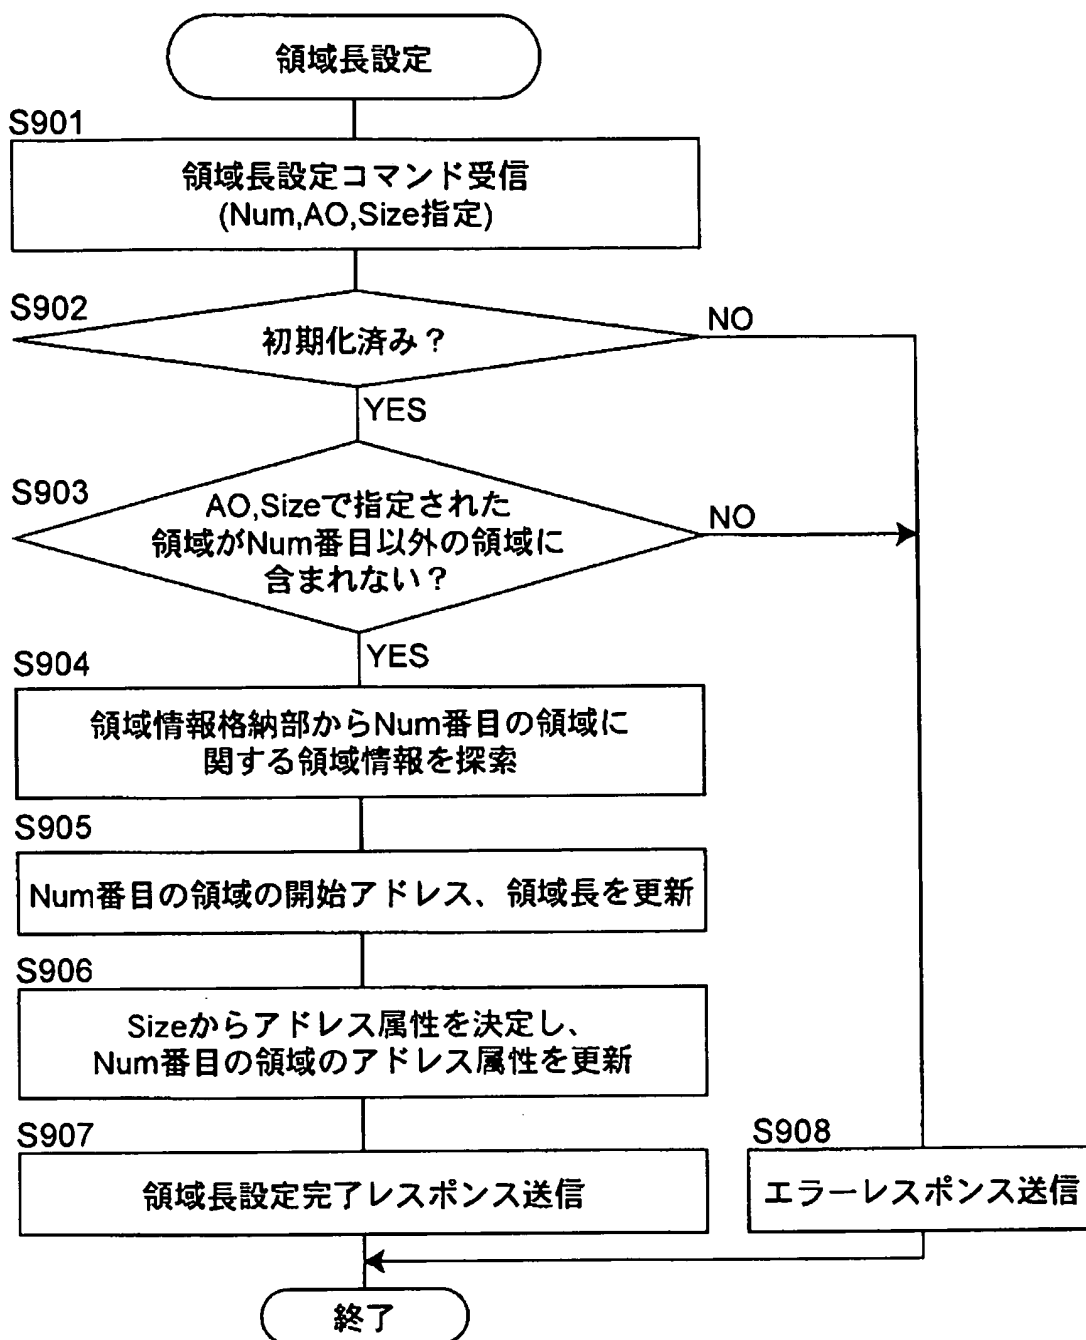 領域長設定
S901
領域長設定コマンド受信
(Num,AO,Size指定)
S902
初期化済み？
NO
YES
S903
AO,Sizeで指定された
領域がNum番目以外の領域に
含まれない？
NO
YES
S904
領域情報格納部からNum番目の領域に
関する領域情報を探索
S905
Num番目の領域の開始アドレス、領域長を更新
S906
Sizeからアドレス属性を決定し、
Num番目の領域のアドレス属性を更新
S907
領域長設定完了レスポンス送信
S908
エラーレスポンス送信
終了